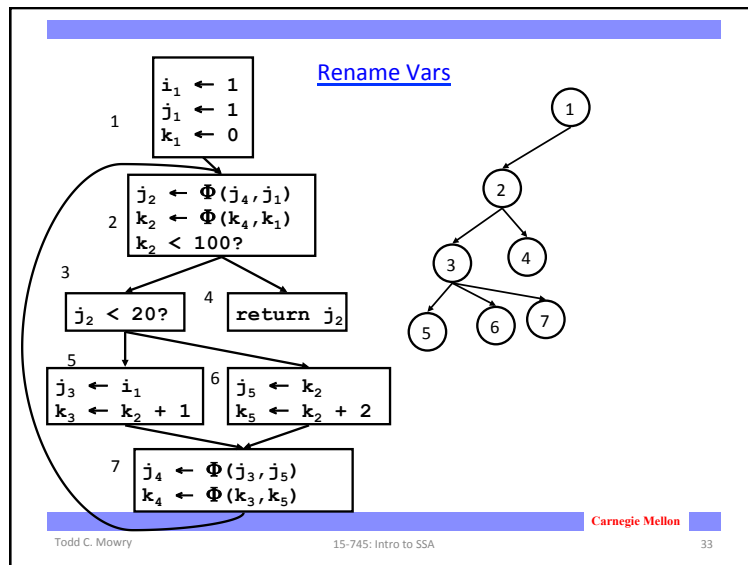 Rename Vars
1
i₁ ← 1
j₁ ← 1
k₁ ← 0
2
j₂ ← Φ(j₄,j₁)
k₂ ← Φ(k₄,k₁)
k₂ < 100?
3
j₂ < 20?
4
return j₂
5
j₃ ← i₁
k₃ ← k₂ + 1
6
j₅ ← k₂
k₅ ← k₂ + 2
7
j₄ ← Φ(j₃,j₅)
k₄ ← Φ(k₃,k₅)
1
2
3
4
5
6
7
Carnegie Mellon
Todd C. Mowry
15-745: Intro to SSA
33